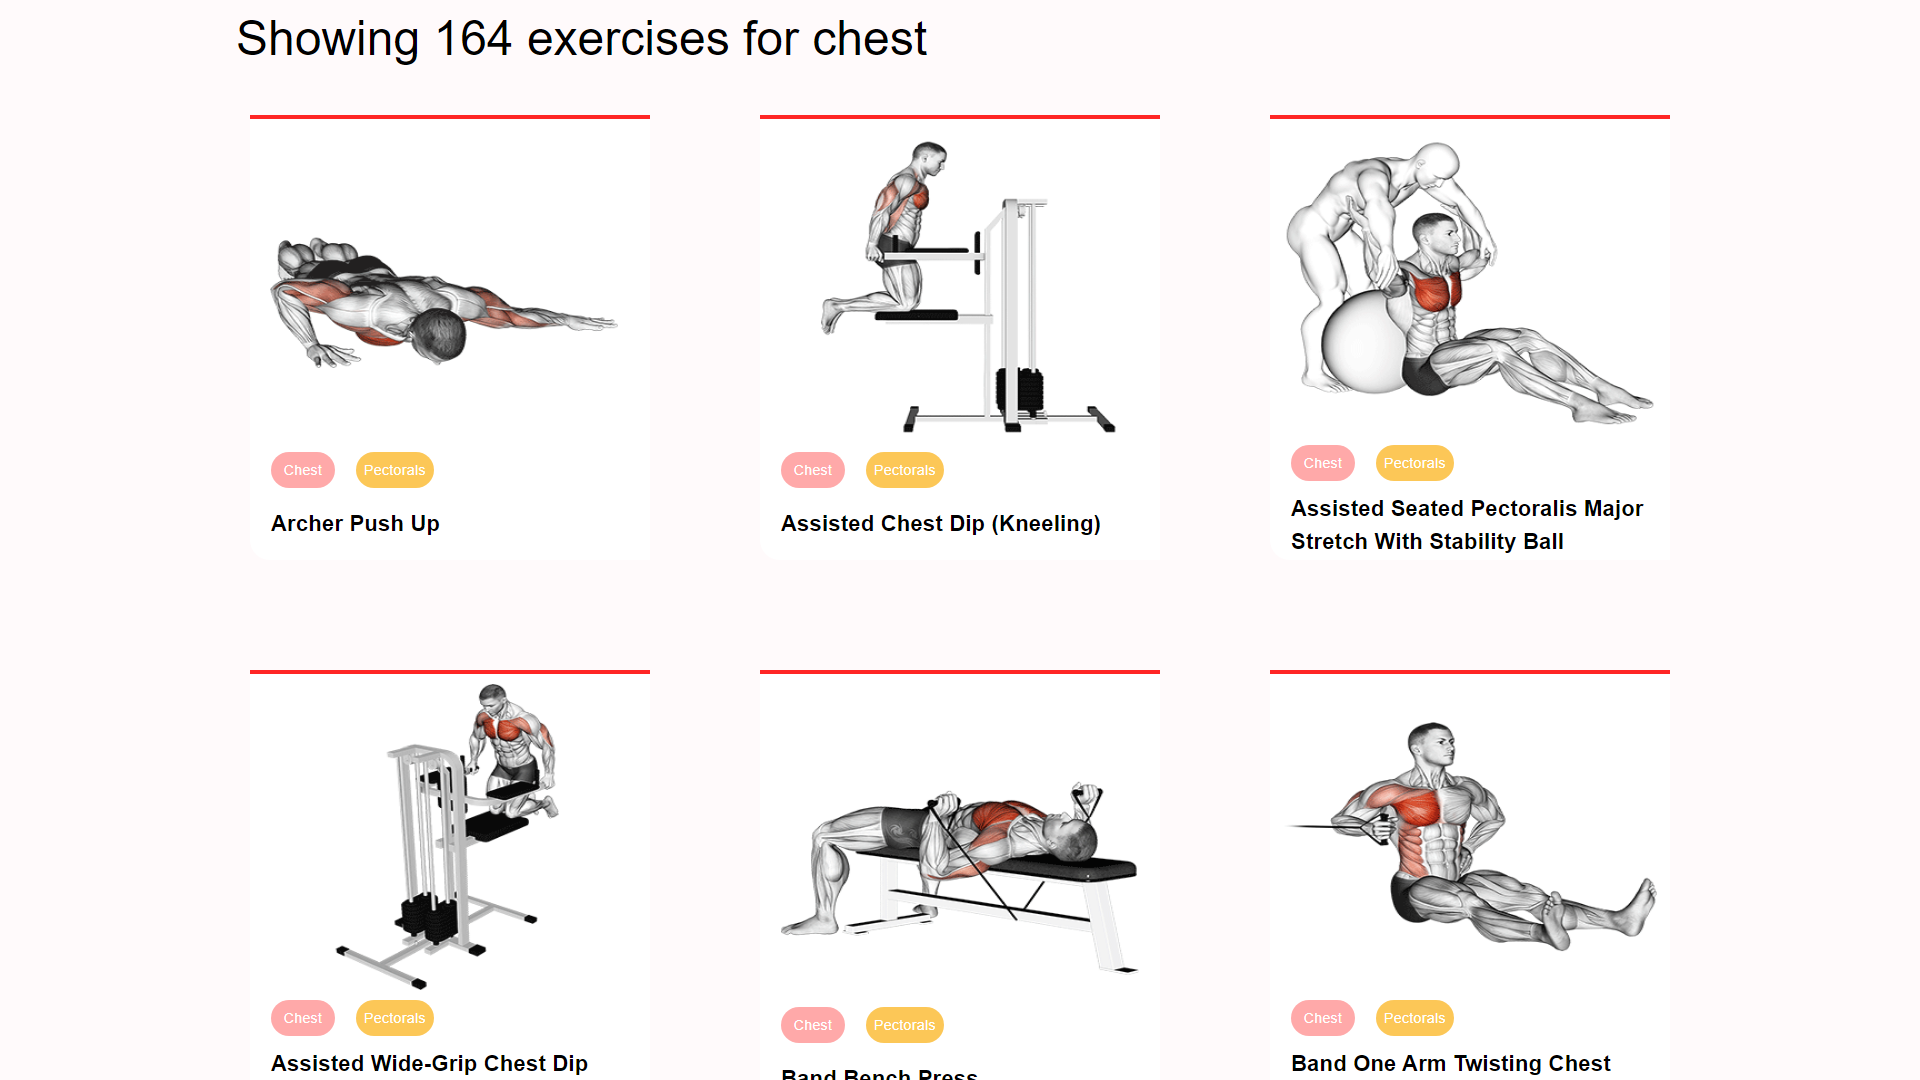 Showing 164 exercises for chest
Chest Pectorals
Archer Push Up
Chest Pectorals
Assisted Chest Dip (Kneeling)
Chest Pectorals
Assisted Seated Pectoralis Major
Stretch With Stability Ball
Chest Pectorals
Assisted Wide-Grip Chest Dip
Chest Pectorals
Band Bench Press
Chest Pectorals
Band One Arm Twisting Chest